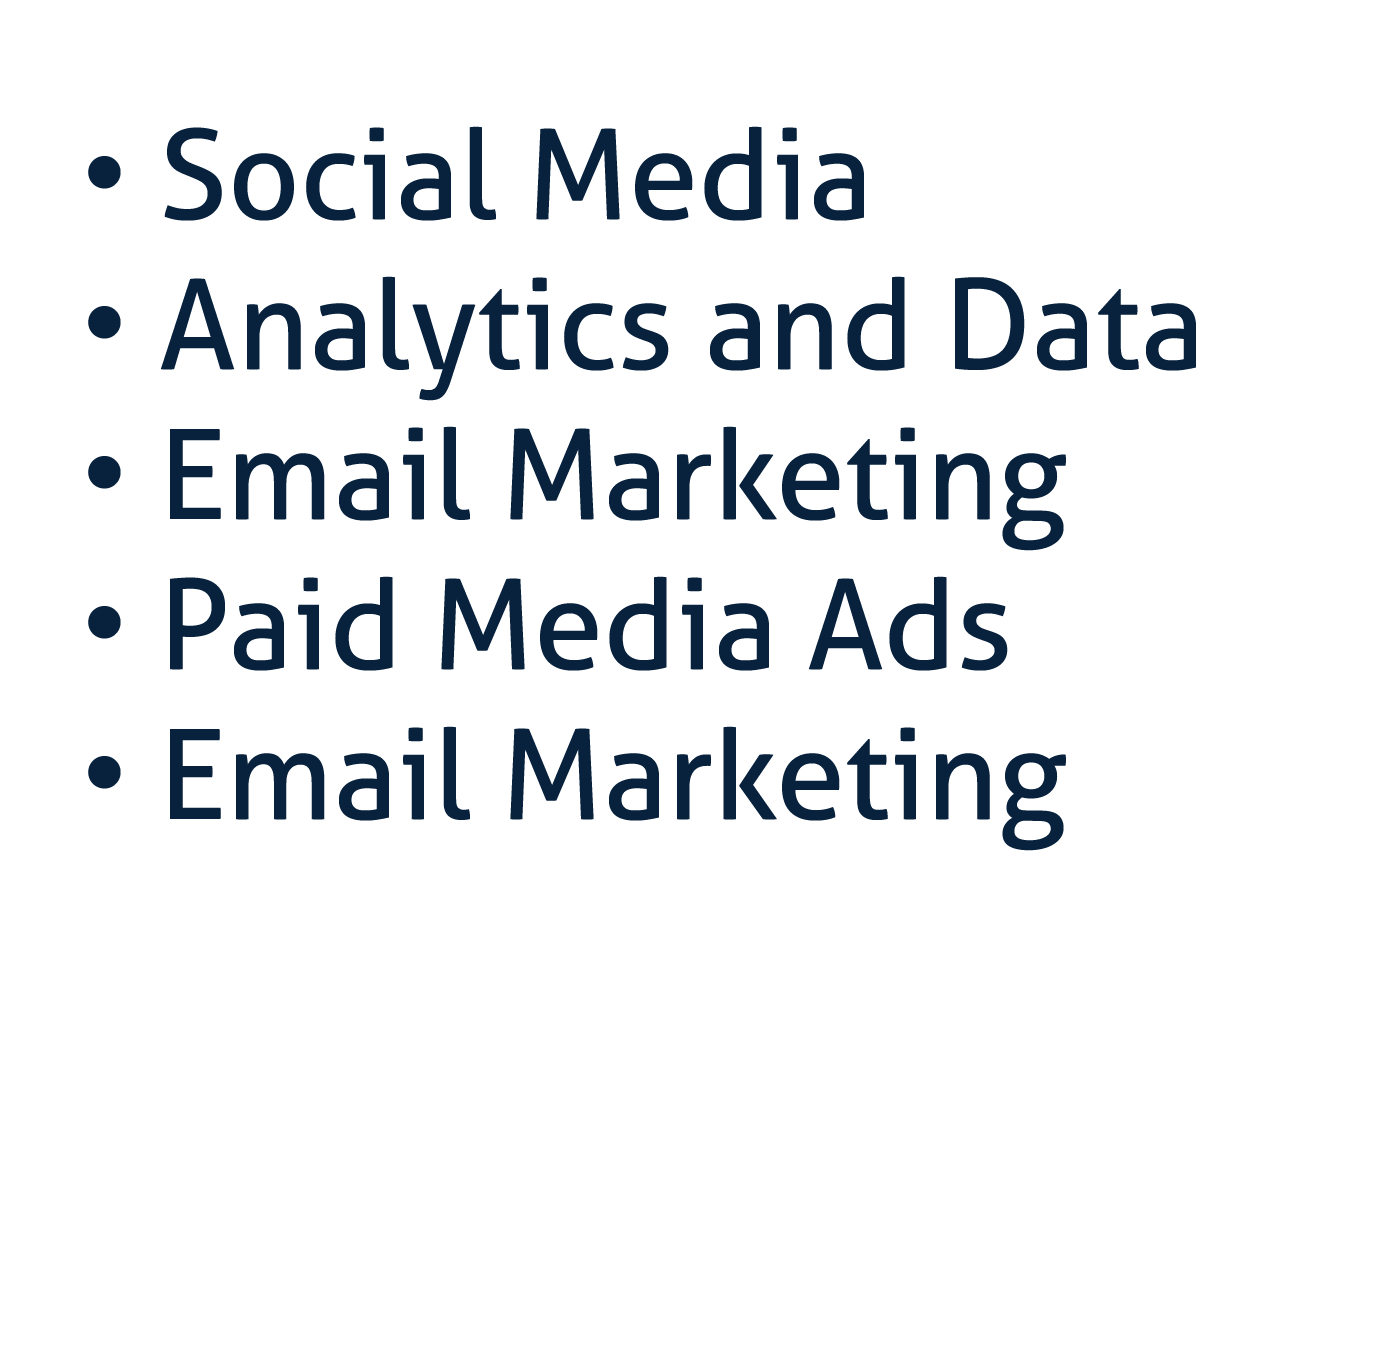 • Social Media
• Analytics and Data
• Email Marketing
• Paid Media Ads
• Email Marketing